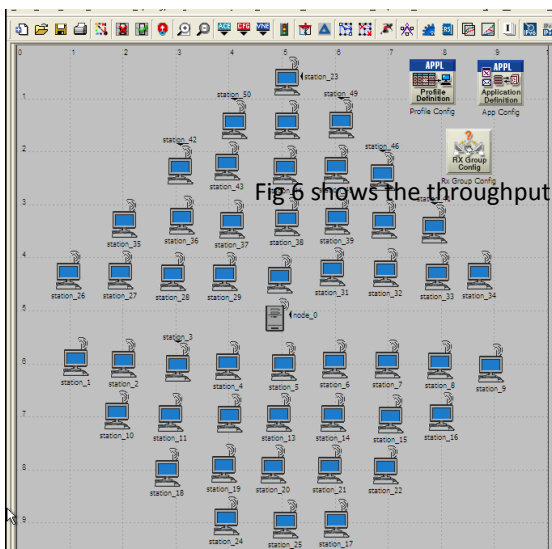 0 1 2 3 4 5 6 7 8 9 1
station_23
APPL
Profile
Definition
Profile Config
APPL
Application
Definition
App Config
1
station_50
station_49
RX Group
Config
Rx Group Config
2
station_42
station_46
station_43
Fig 6 shows the throughput
3
station_35
station_36
station_37
station_38
station_39
4
station_26
station_27
station_28
station_29
station_31
station_32
station_33
station_34
5
node_0
station_3
6
station_1
station_2
station_4
station_5
station_6
station_7
station_8
station_9
7
station_10
station_11
station_13
station_14
station_15
station_16
8
station_18
station_19
station_20
station_21
station_22
9
station_24
station_25
station_17